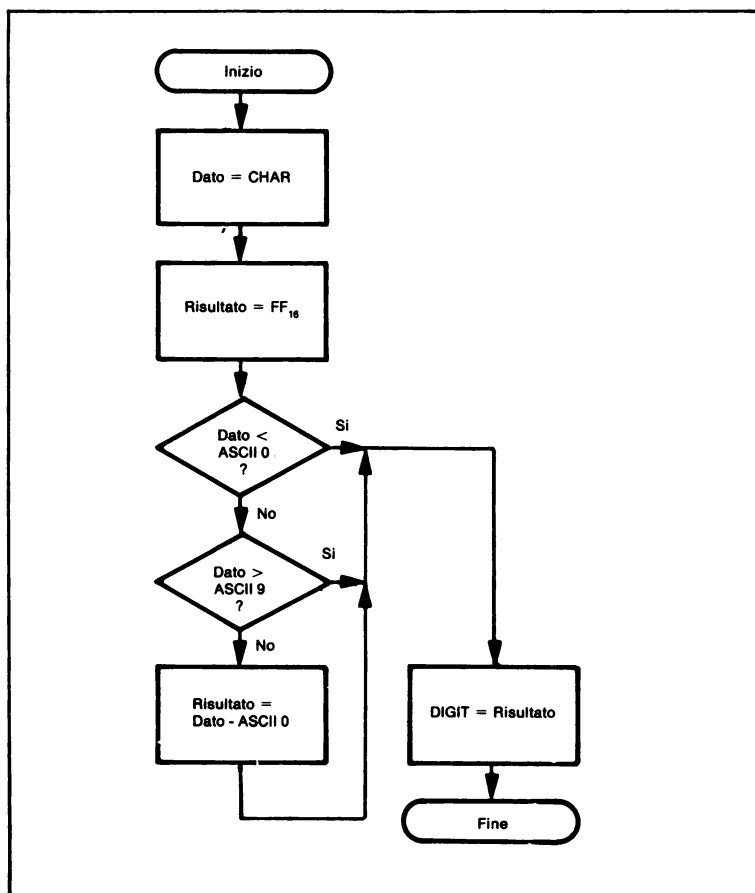 Inizio
Dato = CHAR
Risultato = FF₁₆
Dato <
ASCII 0
?
Si
No
Dato >
ASCII 9
?
Si
No
Risultato =
Dato - ASCII 0
DIGIT = Risultato
Fine